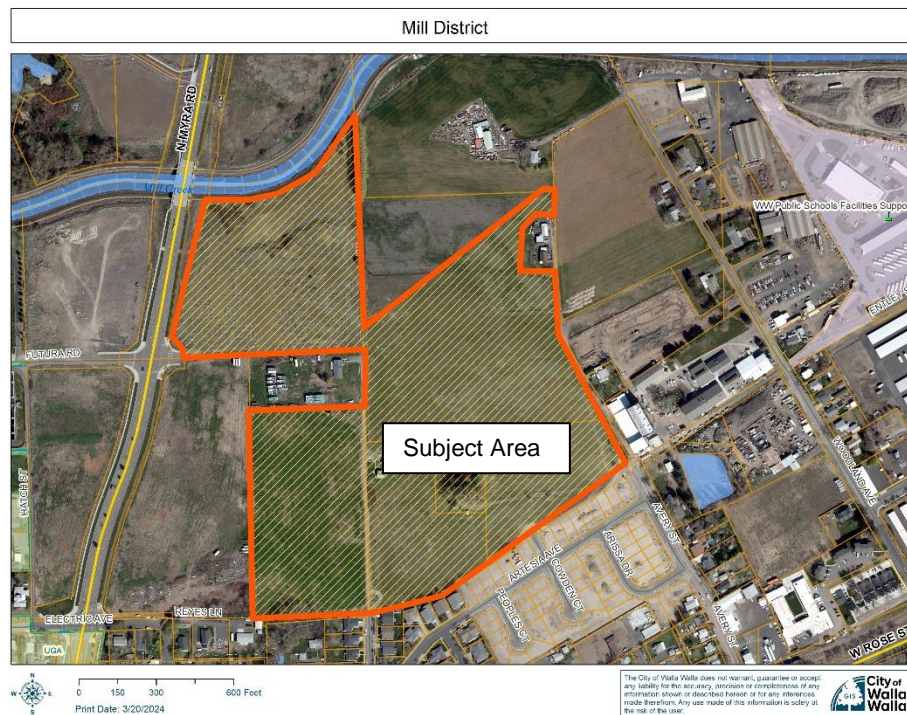 Mill District
N MYRA RD
Mill Creek
WW Public Schools Facilities Suppo
ENTLEY
FUTURA RD
Subject Area
HATCH ST
WOODLAND AVE
AVERY ST
ARTESIA AVE
ARISSA DR
COWDEN CT
PEOPLES CT
REYES LN
ELECTRIC AVE
AVERY ST
UGA
W ROSE ST
N
W E
S
0 150 300 600 Feet
Print Date: 3/20/2024
The City of Walla Walla does not warrant, guarantee or accept
any liability for the accuracy, precision or completeness of any
information shown or described hereon or for any inferences
made therefrom. Any use made of this information is solely at
the risk of the user.
GIS
City of
Walla
Walla